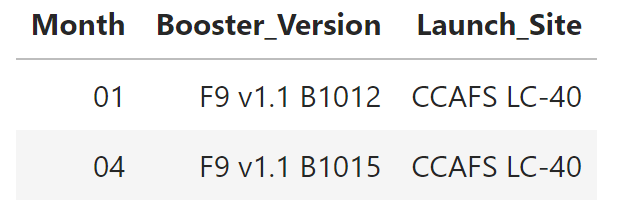 Month Booster_Version Launch_Site
01 F9 v1.1 B1012 CCAFS LC-40
04 F9 v1.1 B1015 CCAFS LC-40